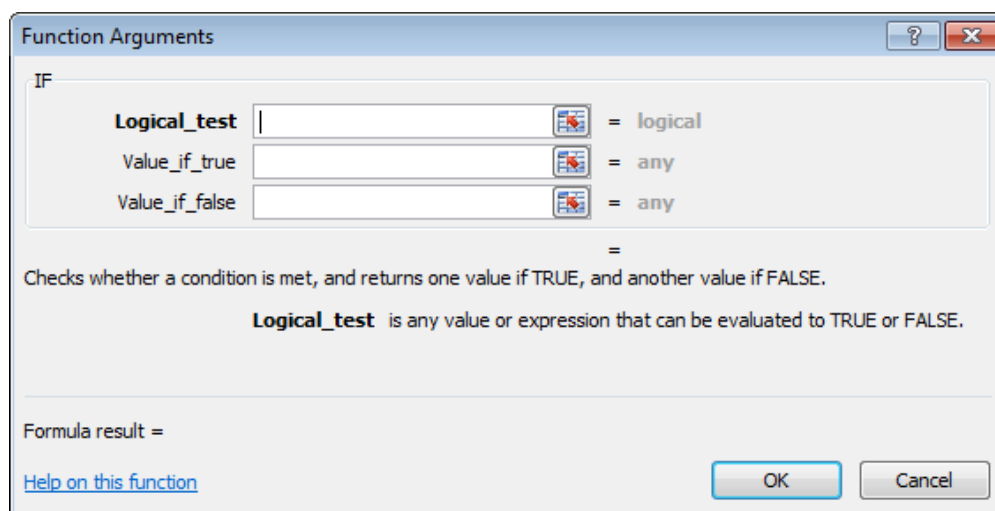 Function Arguments
IF
Logical_test = logical
Value_if_true = any
Value_if_false = any
=
Checks whether a condition is met, and returns one value if TRUE, and another value if FALSE.
Logical_test is any value or expression that can be evaluated to TRUE or FALSE.
Formula result =
Help on this function OK Cancel